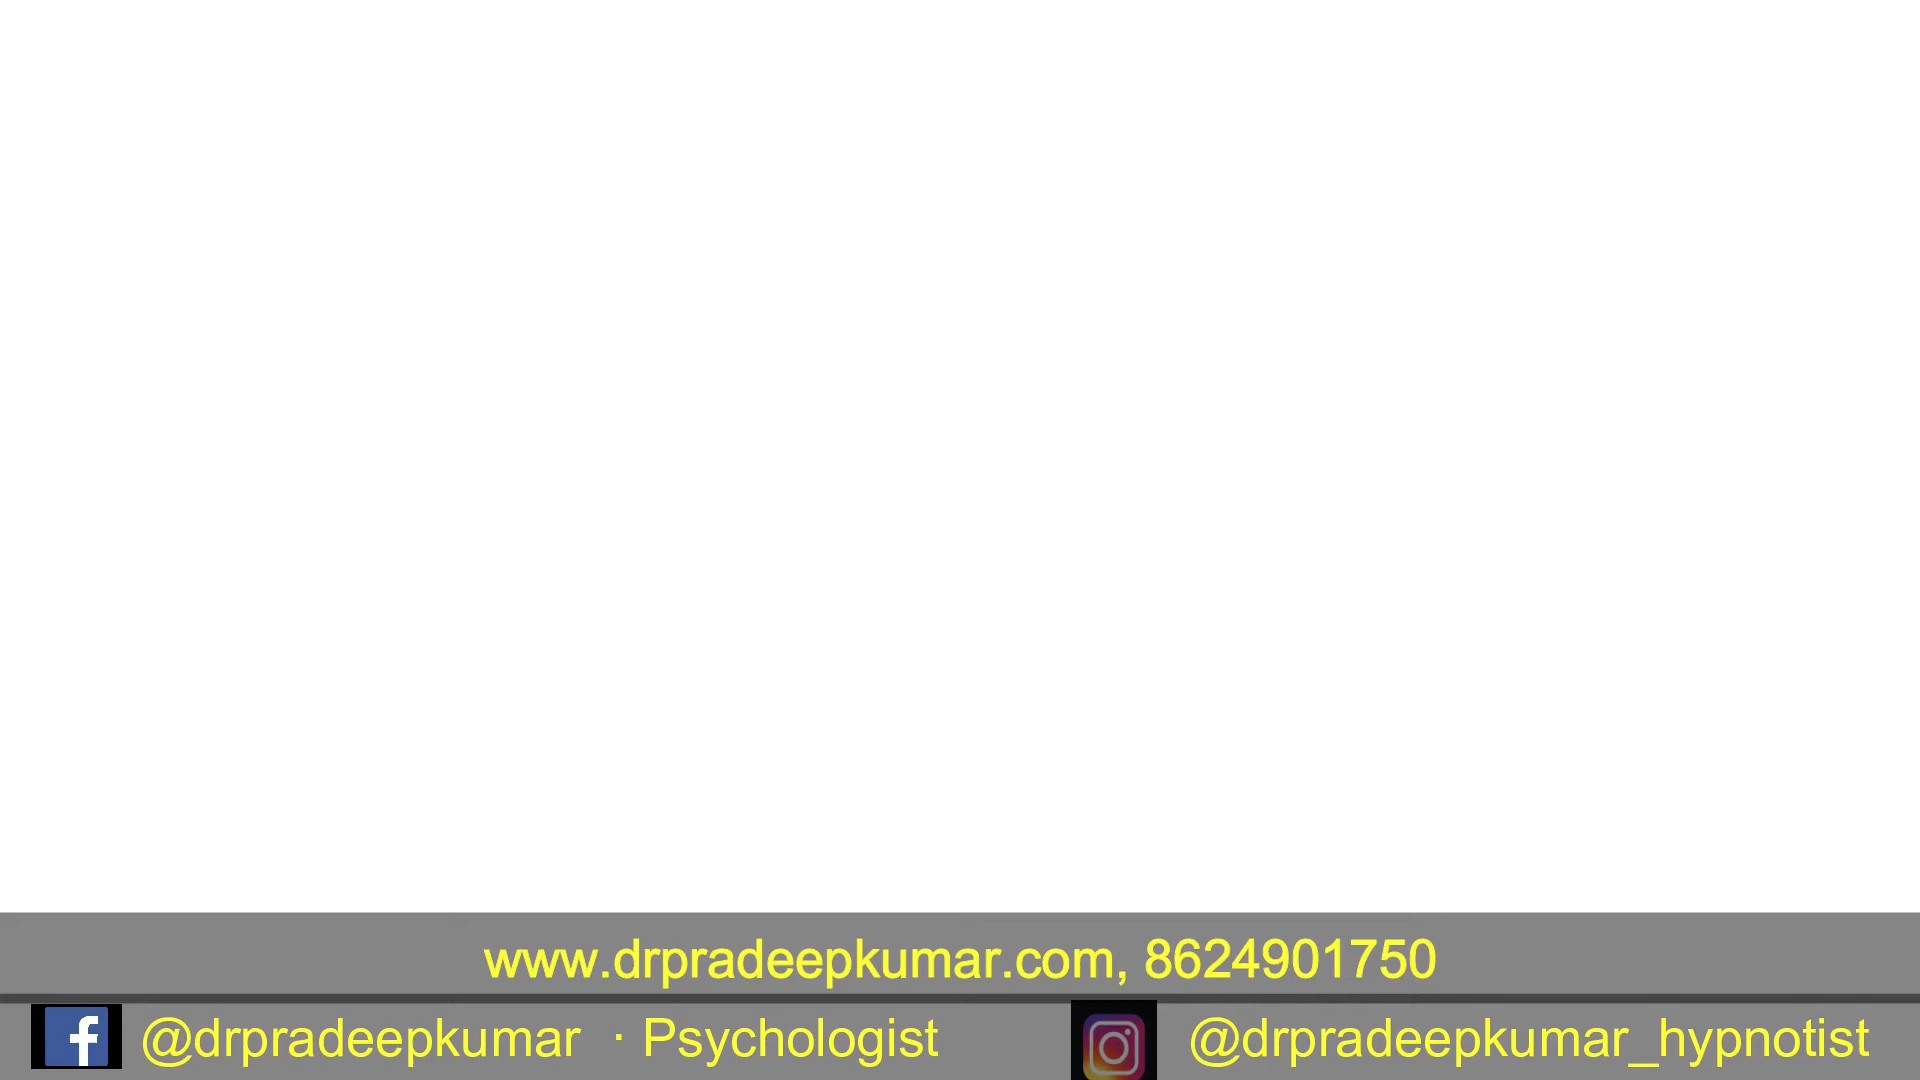 www.drpradeepkumar.com, 8624901750
@drpradeepkumar · Psychologist
@drpradeepkumar_hypnotist